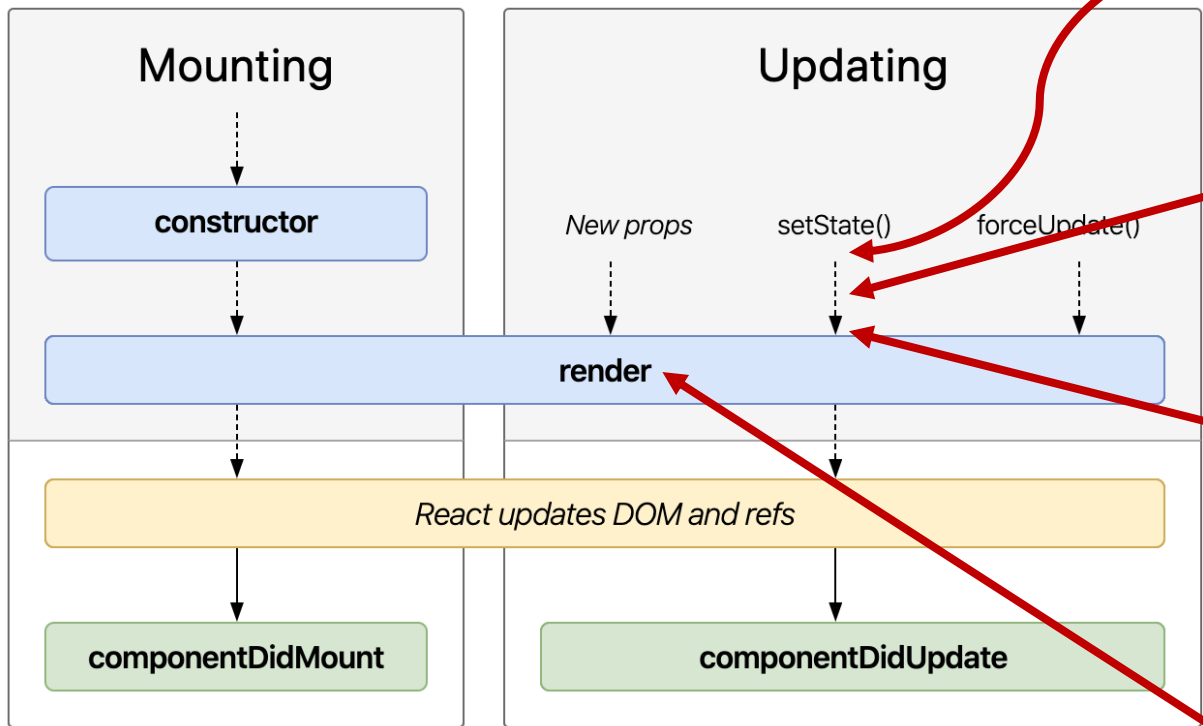 Mounting
Updating
constructor
New props
setState()
forceUpdate()
render
React updates DOM and refs
componentDidMount
componentDidUpdate